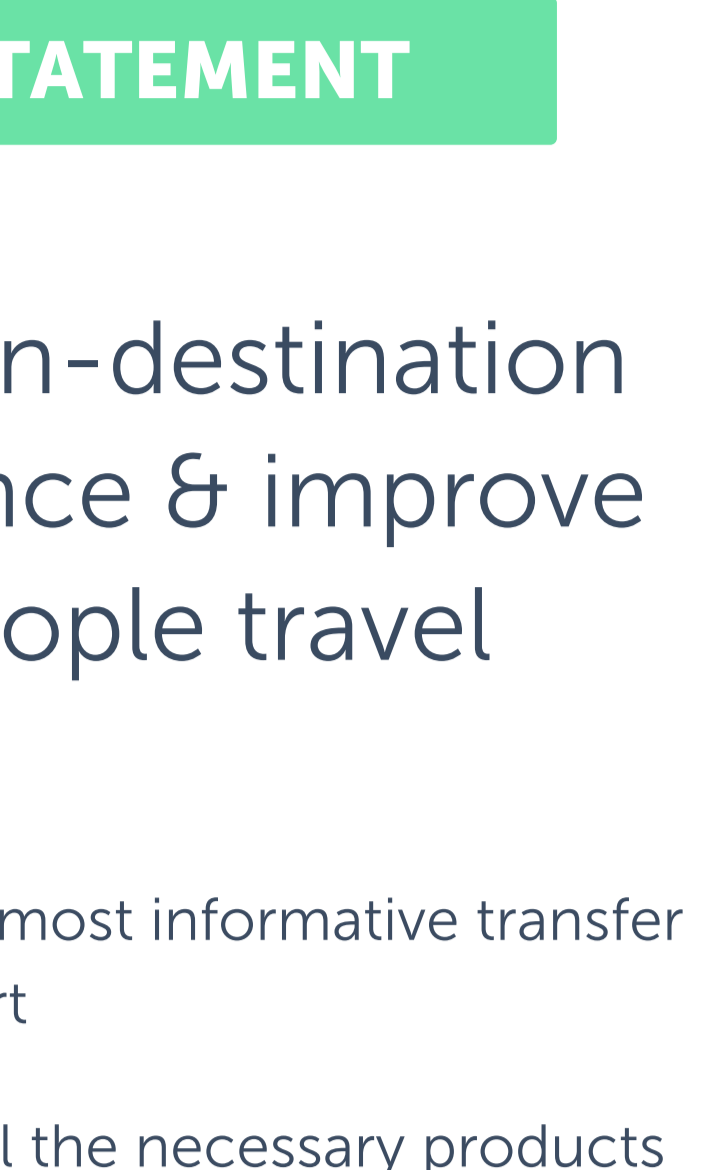 TATEMENT
n-destination
nce & improve
ople travel
most informative transfer
rt
l the necessary products